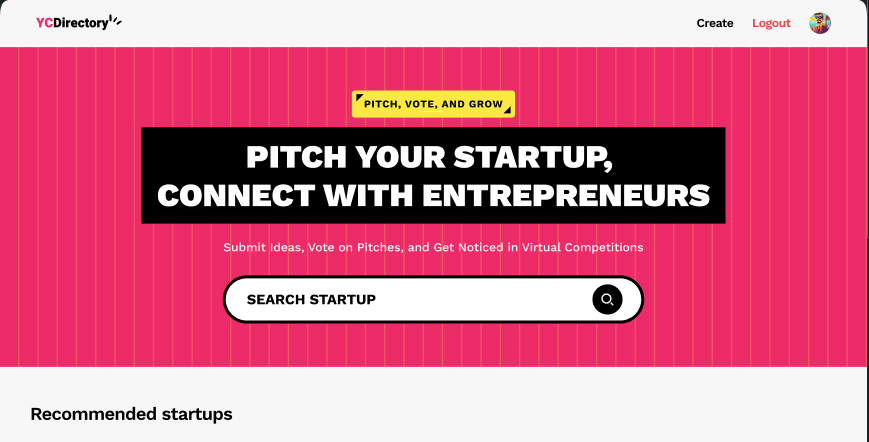 YCDirectory
Create
Logout
PITCH, VOTE, AND GROW
PITCH YOUR STARTUP,
CONNECT WITH ENTREPRENEURS
Submit Ideas, Vote on Pitches, and Get Noticed in Virtual Competitions
SEARCH STARTUP
Recommended startups